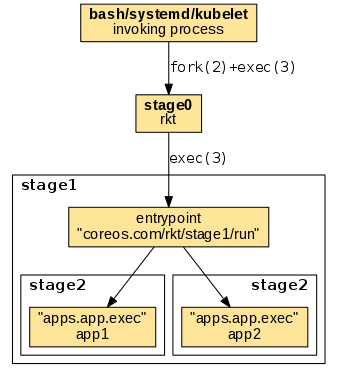 bash/systemd/kubelet
invoking process
fork(2)+exec(3)
stage0
rkt
exec(3)
stage1
entrypoint
"coreos.com/rkt/stage1/run"
stage2
"apps.app.exec"
app1
stage2
"apps.app.exec"
app2